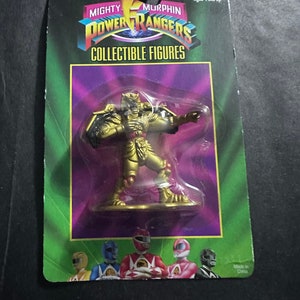 MIGHTY MORPHIN
POWER RANGERS
COLLECTIBLE FIGURES
Made in
China